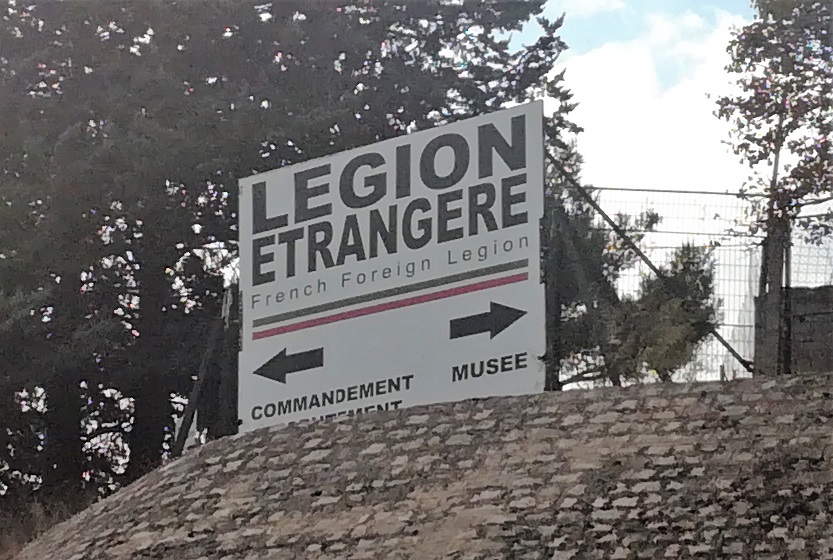 LEGION
ETRANGERE
French Foreign Legion
MUSEE
COMMANDEMENT